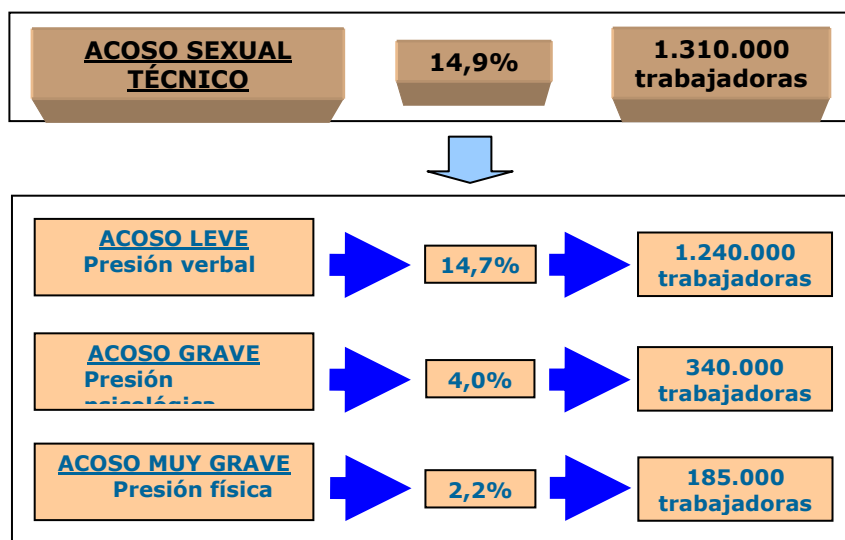 ACOSO SEXUAL
TÉCNICO
14,9%
1.310.000
trabajadoras
ACOSO LEVE
Presión verbal
14,7%
1.240.000
trabajadoras
ACOSO GRAVE
Presión
psicológica
4,0%
340.000
trabajadoras
ACOSO MUY GRAVE
Presión física
2,2%
185.000
trabajadoras